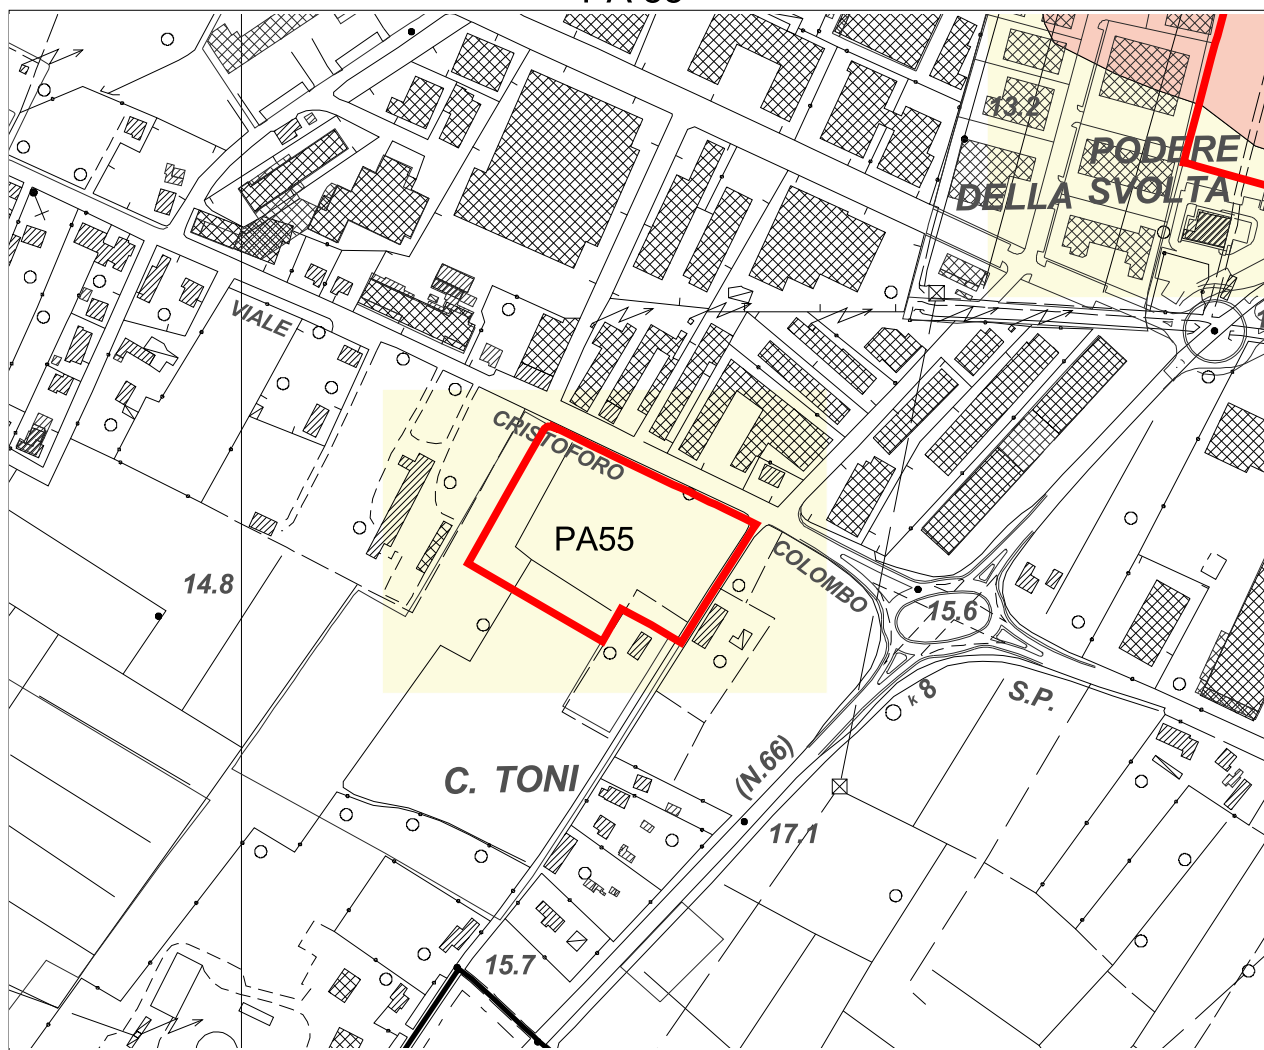 13.2
PODERE
DELLA SVOLTA
VIALE
CRISTOFORO
PA55
COLOMBO
14.8
15.6
k 8
S.P.
(N.66)
C. TONI
17.1
15.7